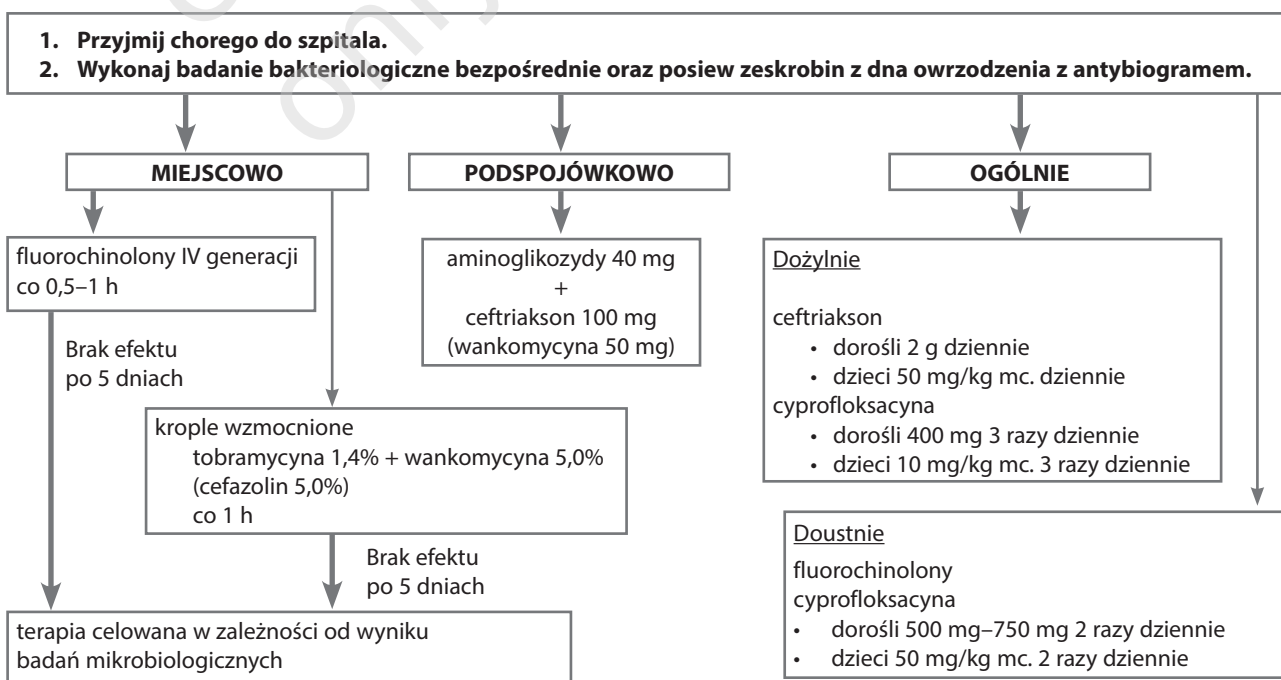 1. Przyjmij chorego do szpitala.
2. Wykonaj badanie bakteriologiczne bezpośrednie oraz posiew zeskrobin z dna owrzodzenia z antybiogramem.
MIEJSCOWO
PODSPOJÓWKOWO
OGÓLNIE
fluorochinolony IV generacji
co 0,5–1 h
Brak efektu
po 5 dniach
krople wzmocnione
tobramycyna 1,4% + wankomycyna 5,0%
(cefazolin 5,0%)
co 1 h
Brak efektu
po 5 dniach
terapia celowana w zależności od wyniku
badań mikrobiologicznych
aminoglikozydy 40 mg
+
ceftriakson 100 mg
(wankomycyna 50 mg)
Dożylnie
ceftriakson
• dorośli 2 g dziennie
• dzieci 50 mg/kg mc. dziennie
cyprofloksacyna
• dorośli 400 mg 3 razy dziennie
• dzieci 10 mg/kg mc. 3 razy dziennie
Doustnie
fluorochinolony
cyprofloksacyna
• dorośli 500 mg–750 mg 2 razy dziennie
• dzieci 50 mg/kg mc. 2 razy dziennie